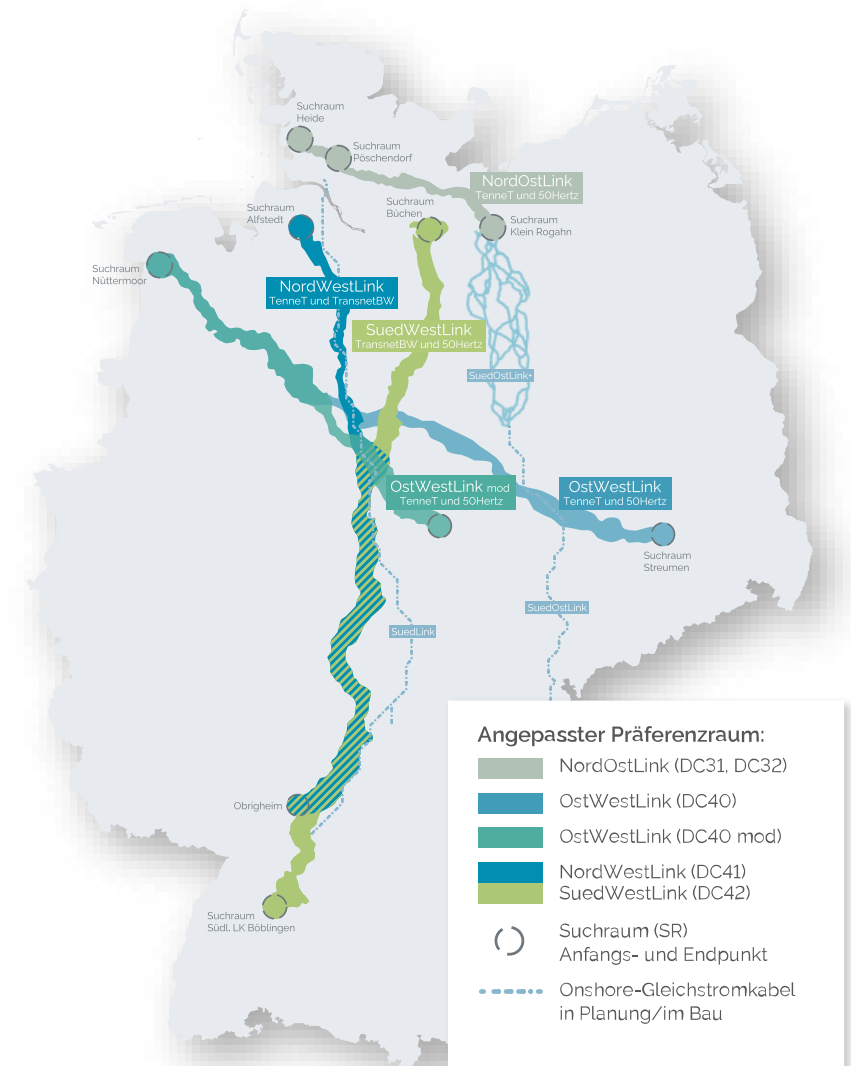 Suchraum
Heide
Suchraum
Pöschendorf
NordOstLink
TenneT und 50Hertz
Suchraum
Büchen
Suchraum
Alfstedt
Suchraum
Klein Rogahn
Suchraum
Nüttermoor
NordWestLink
TenneT und TransnetBW
SuedWestLink
TransnetBW und 50Hertz
SuedOstLink+
OstWestLink mod
TenneT und 50Hertz
OstWestLink
TenneT und 50Hertz
Suchraum
Streumen
SuedOstLink
SuedLink
Obrigheim
Suchraum
Südl. LK Böblingen
Angepasster Präferenzraum:
NordOstLink (DC31, DC32)
OstWestLink (DC40)
OstWestLink (DC40 mod)
NordWestLink (DC41)
SuedWestLink (DC42)
Suchraum (SR)
Anfangs- und Endpunkt
Onshore-Gleichstromkabel
in Planung/im Bau